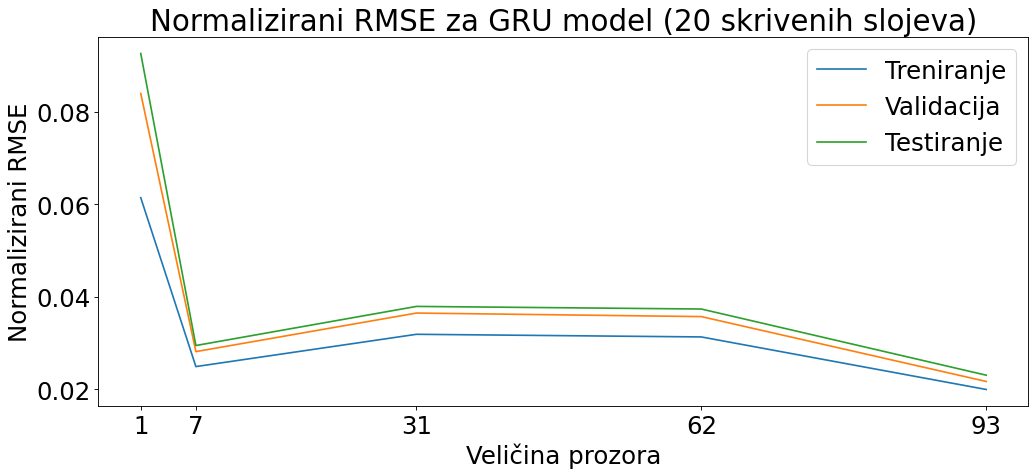 Normalizirani RMSE za GRU model (20 skrivenih slojeva)
Normalizirani RMSE
0.08
0.06
0.04
0.02
Treniranje
Validacija
Testiranje
1 7 31 62 93
Veličina prozora